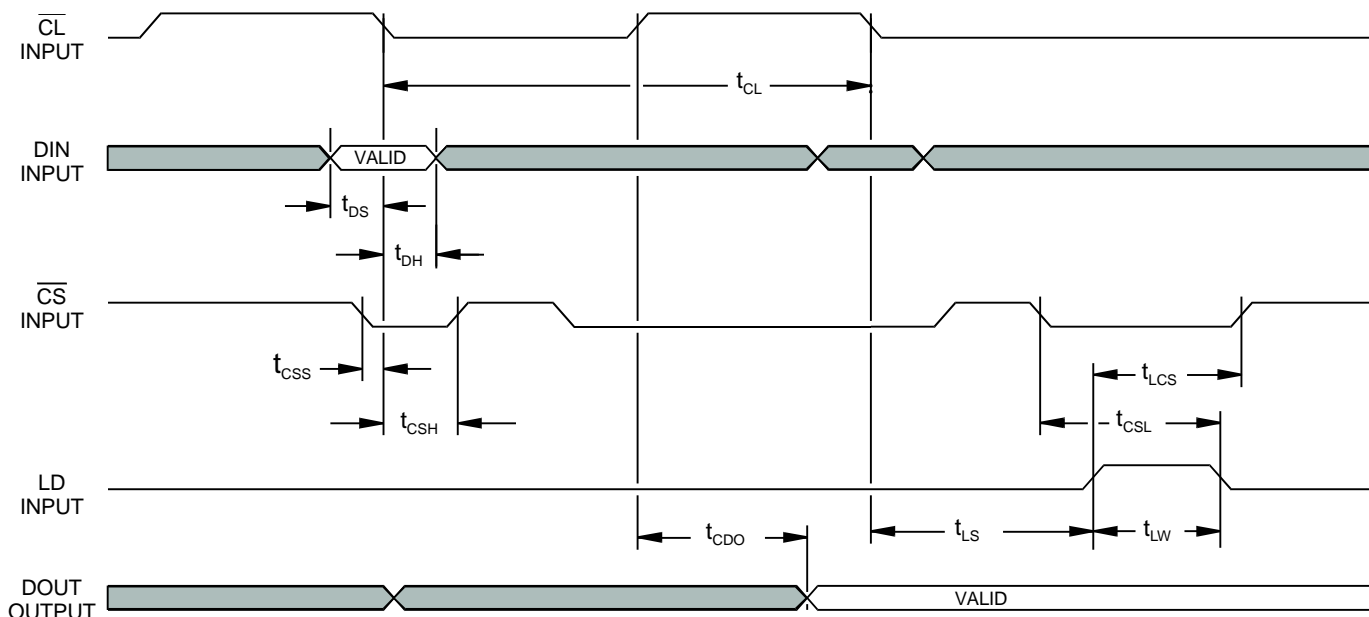 CL
INPUT
t_CL
DIN
INPUT
VALID
t_DS
t_DH
CS
INPUT
t_CSS
t_LCS
t_CSH
t_CSL
LD
INPUT
t_CDO
t_LS
t_LW
DOUT
OUTPUT
VALID